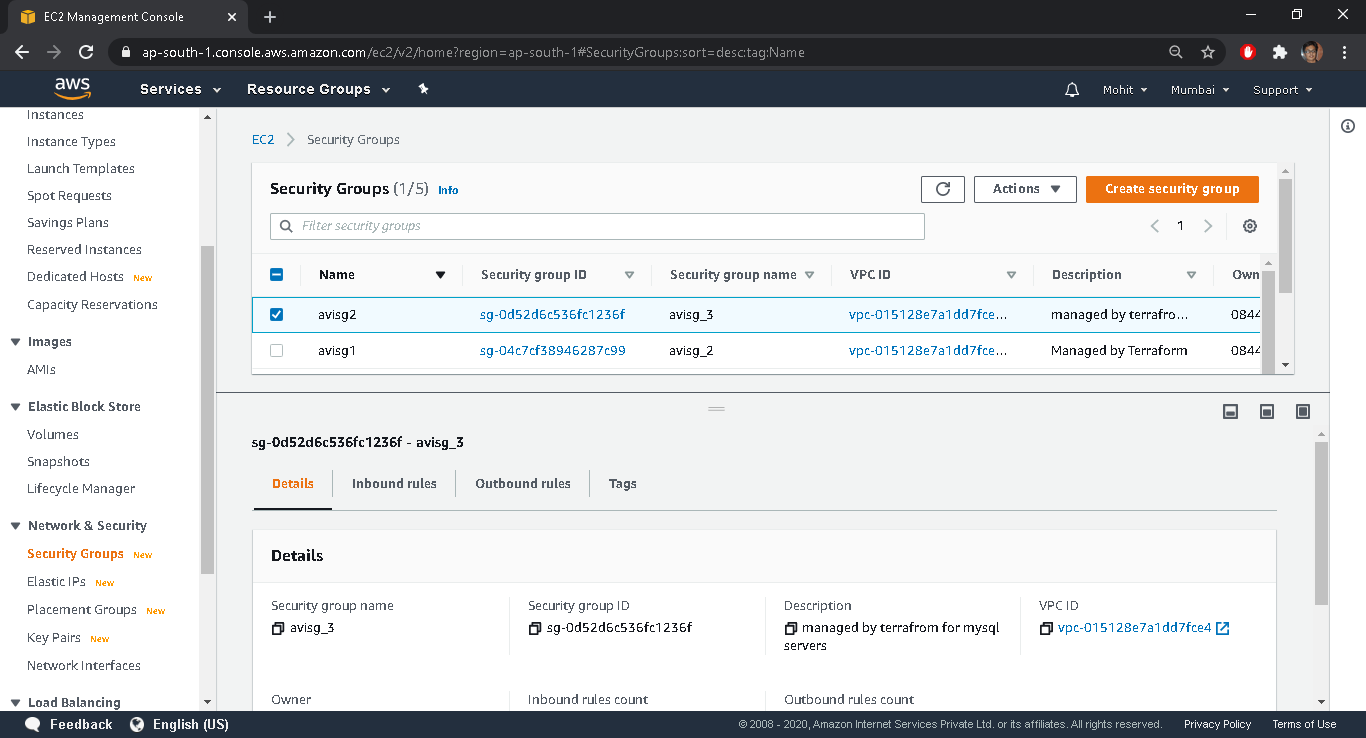 EC2 Management Console
ap-south-1.console.aws.amazon.com/ec2/v2/home?region=ap-south-1#SecurityGroups:sort=desc:tag:Name
aws Services Resource Groups Mohit Mumbai Support
Instances
Instance Types
Launch Templates
Spot Requests
Savings Plans
Reserved Instances
Dedicated Hosts New
Capacity Reservations
Images
AMIs
Elastic Block Store
Volumes
Snapshots
Lifecycle Manager
Network & Security
Security Groups New
Elastic IPs New
Placement Groups New
Key Pairs New
Network Interfaces
Load Balancing
EC2 Security Groups
Security Groups (1/5) Info Actions Create security group
Filter security groups 1
Name Security group ID Security group name VPC ID Description Own
avisg2 sg-0d52d6c536fc1236f avisg_3 vpc-015128e7a1dd7fce... managed by terrafro... 0844
avisg1 sg-04c7cf38946287c99 avisg_2 vpc-015128e7a1dd7fce... Managed by Terraform 0844
sg-0d52d6c536fc1236f - avisg_3
Details Inbound rules Outbound rules Tags
Details
Security group name Security group ID Description VPC ID
avisg_3 sg-0d52d6c536fc1236f managed by terrafrom for mysql vpc-015128e7a1dd7fce4
servers
Owner Inbound rules count Outbound rules count
Feedback English (US) © 2008 - 2020, Amazon Internet Services Private Ltd. or its affiliates. All rights reserved. Privacy Policy Terms of Use